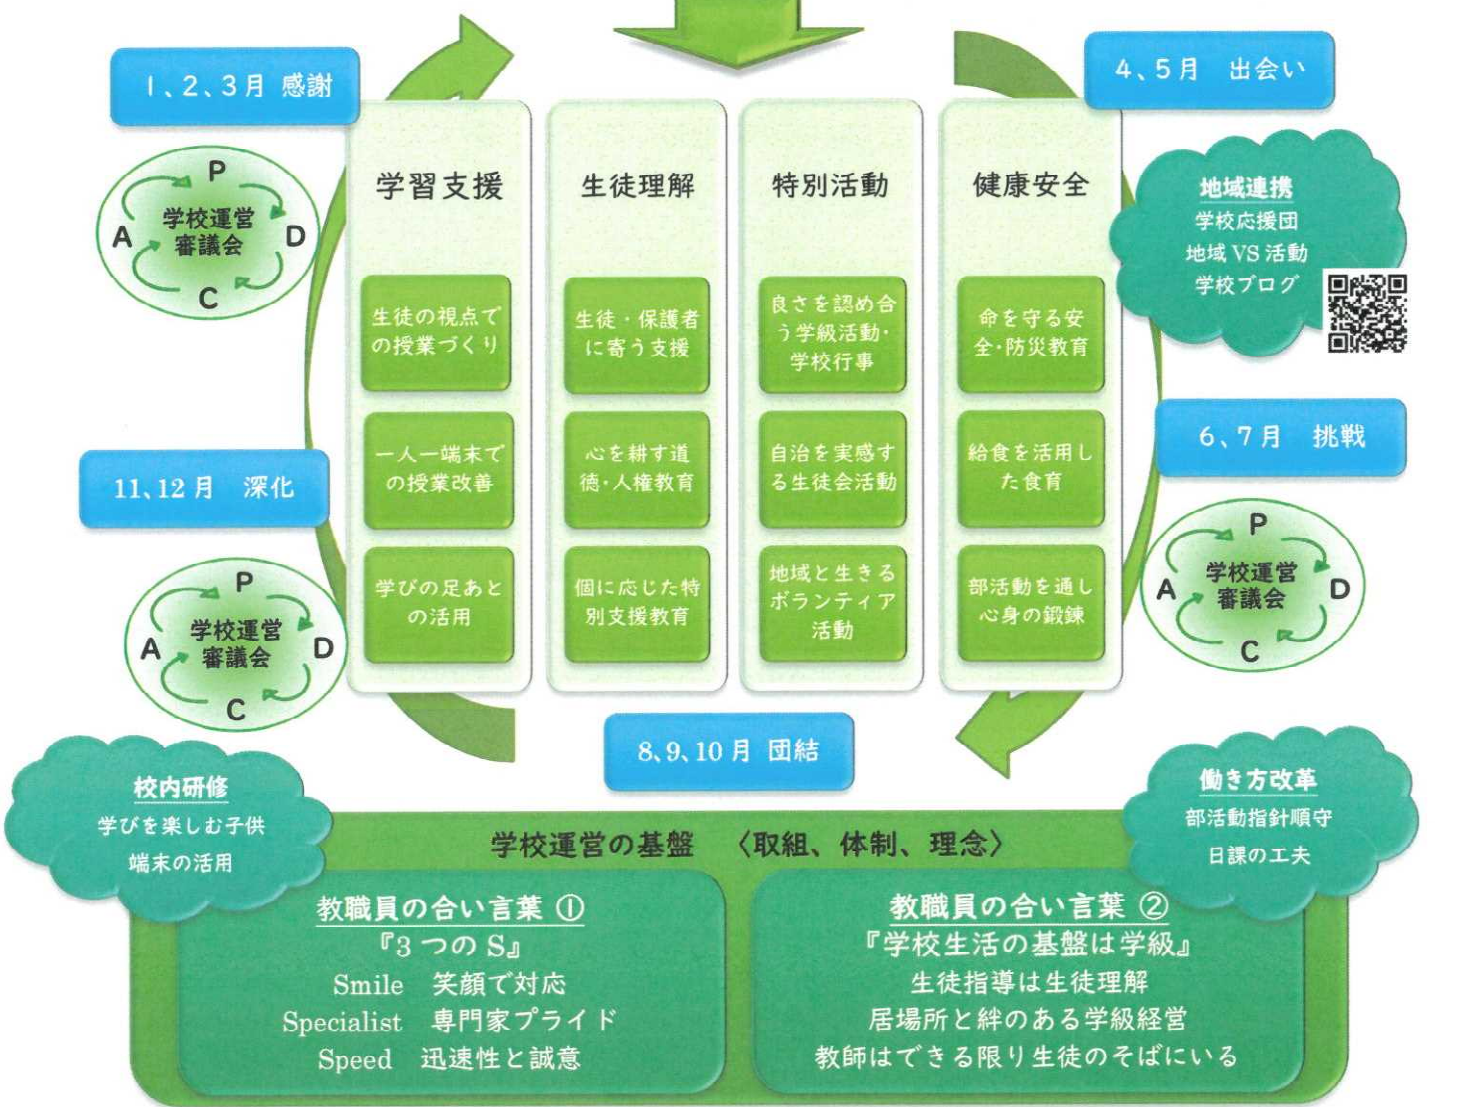 1、2、3月 感謝
4、5月 出会い
P
A
学校運営
審議会
D
C
学習支援
生徒の視点で
の授業づくり
一人一端末で
の授業改善
学びの足あと
の活用
生徒理解
生徒・保護者
に寄う支援
心を耕す道
徳・人権教育
個に応じた特
別支援教育
特別活動
良さを認め合
う学級活動・
学校行事
自治を実感す
る生徒会活動
地域と生きる
ボランティア
活動
健康安全
命を守る安
全・防災教育
給食を活用し
た食育
部活動を通し
心身の鍛錬
地域連携
学校応援団
地域 VS 活動
学校ブログ
6、7月 挑戦
P
A
学校運営
審議会
D
C
11、12月 深化
P
A
学校運営
審議会
D
C
8、9、10月 団結
校内研修
学びを楽しむ子供
端末の活用
働き方改革
部活動指針順守
日課の工夫
学校運営の基盤 〈取組、体制、理念〉
教職員の合い言葉 ①
『3つのS』
Smile 笑顔で対応
Specialist 専門家プライド
Speed 迅速性と誠意
教職員の合い言葉 ②
『学校生活の基盤は学級』
生徒指導は生徒理解
居場所と絆のある学級経営
教師はできる限り生徒のそばにいる